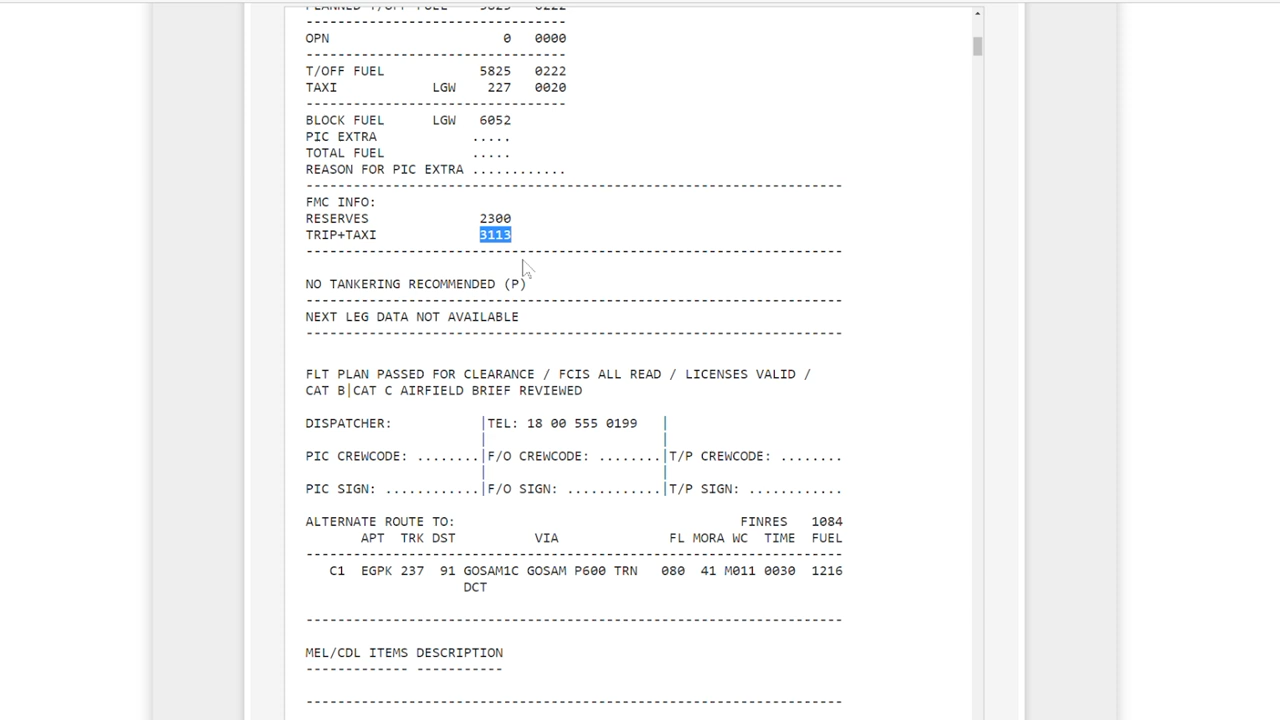 PLANNED T/OFF FUEL 5825 0222
------------------------------
OPN 0 0000
------------------------------
T/OFF FUEL 5825 0222
TAXI LGW 227 0020
------------------------------
BLOCK FUEL LGW 6052
PIC EXTRA .....
TOTAL FUEL .....
REASON FOR PIC EXTRA ............
--------------------------------------------------------------------
FMC INFO:
RESERVES 2300
TRIP+TAXI 3113
--------------------------------------------------------------------
NO TANKERING RECOMMENDED (P)
--------------------------------------------------------------------
NEXT LEG DATA NOT AVAILABLE
--------------------------------------------------------------------
FLT PLAN PASSED FOR CLEARANCE / FCIS ALL READ / LICENSES VALID /
CAT B|CAT C AIRFIELD BRIEF REVIEWED
DISPATCHER: |TEL: 18 00 555 0199 |
| |
PIC CREWCODE: ........|F/O CREWCODE: ........|T/P CREWCODE: ........
| |
PIC SIGN: ............|F/O SIGN: ............|T/P SIGN: ............
ALTERNATE ROUTE TO: FINRES 1084
APT TRK DST VIA FL MORA WC TIME FUEL
--------------------------------------------------------------------
C1 EGPK 237 91 GOSAM1C GOSAM P600 TRN 080 41 M011 0030 1216
DCT
--------------------------------------------------------------------
MEL/CDL ITEMS DESCRIPTION
------------- -----------
--------------------------------------------------------------------